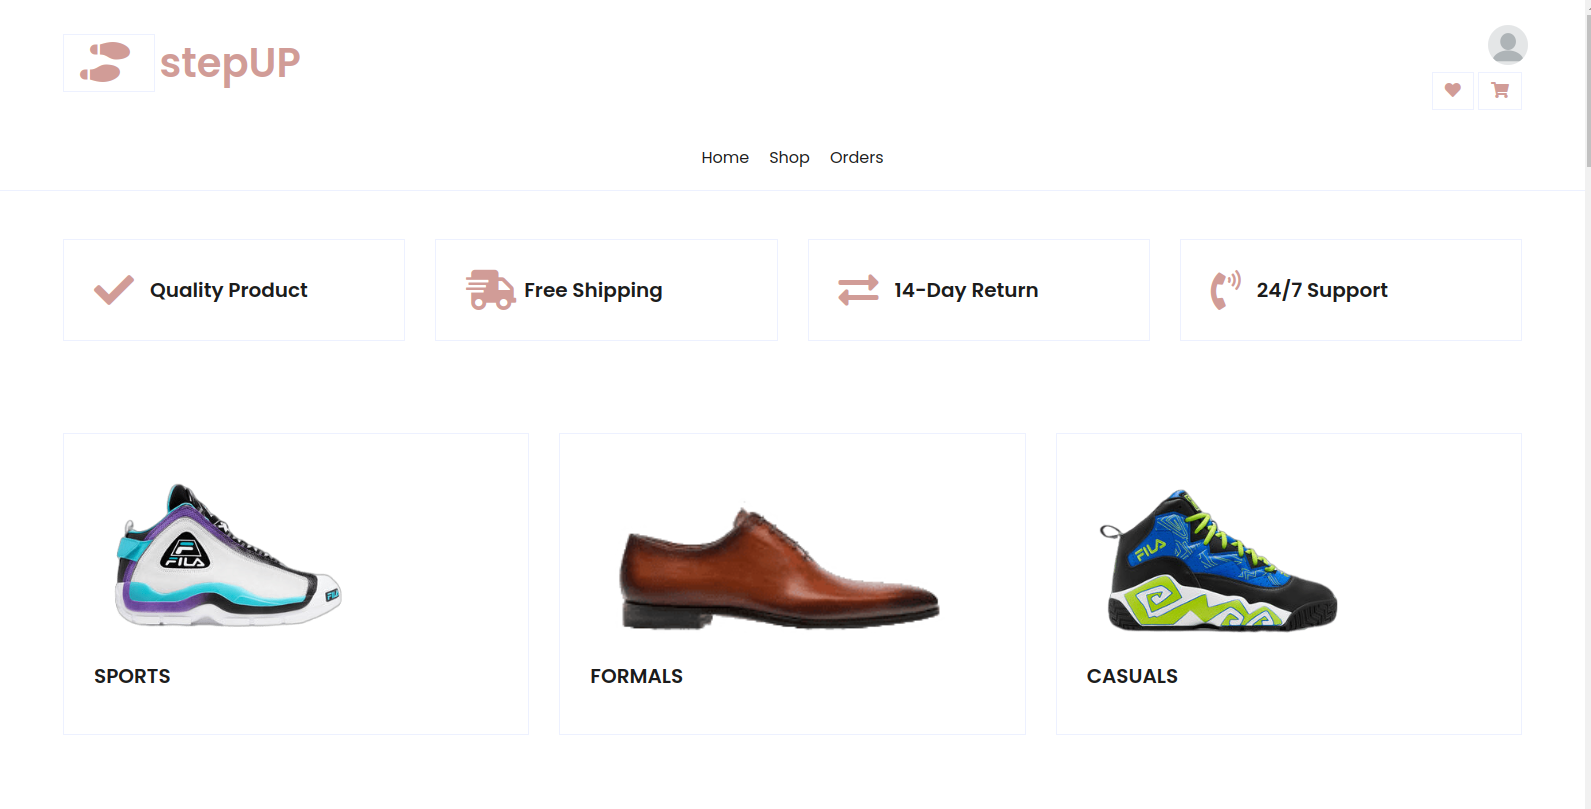 stepUP
Home Shop Orders
Quality Product
Free Shipping
14-Day Return
24/7 Support
FILA
FILA
SPORTS
FORMALS
CASUALS